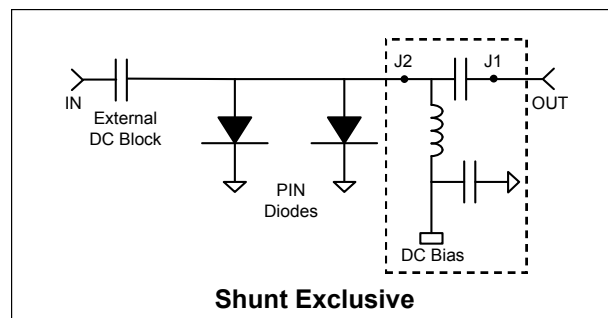 J2
J1
IN
OUT
External
DC Block
PIN
Diodes
DC Bias
Shunt Exclusive